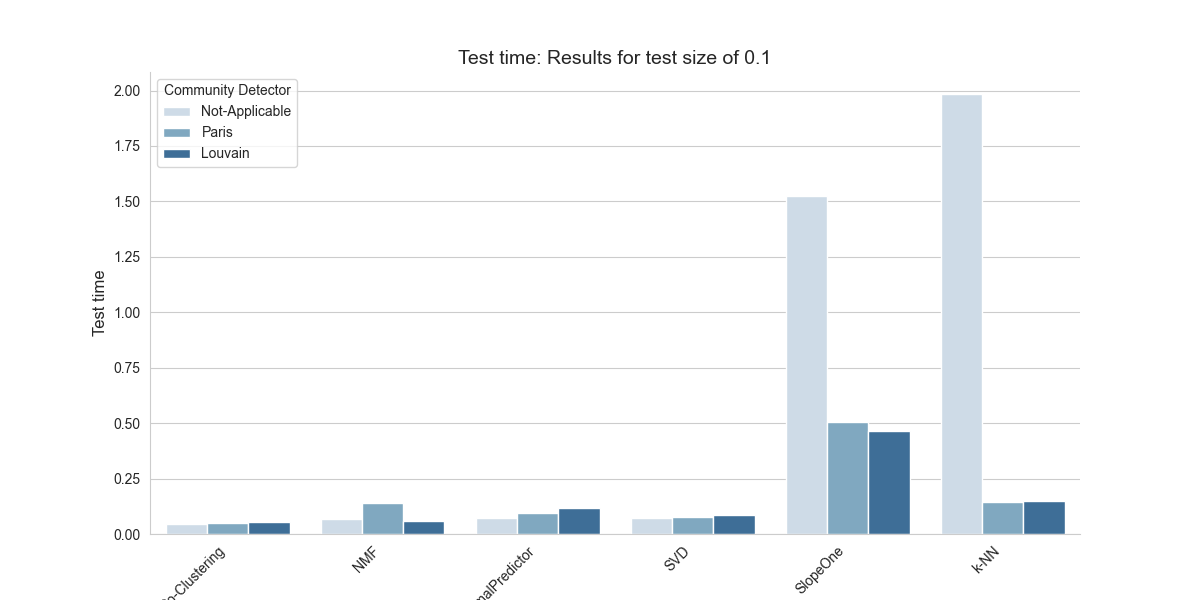 Test time: Results for test size of 0.1
Community Detector
Not-Applicable
Paris
Louvain
2.00
1.75
1.50
1.25
1.00
0.75
0.50
0.25
0.00
Test time
o-Clustering
NMF
malPredictor
SVD
SlopeOne
k-NN